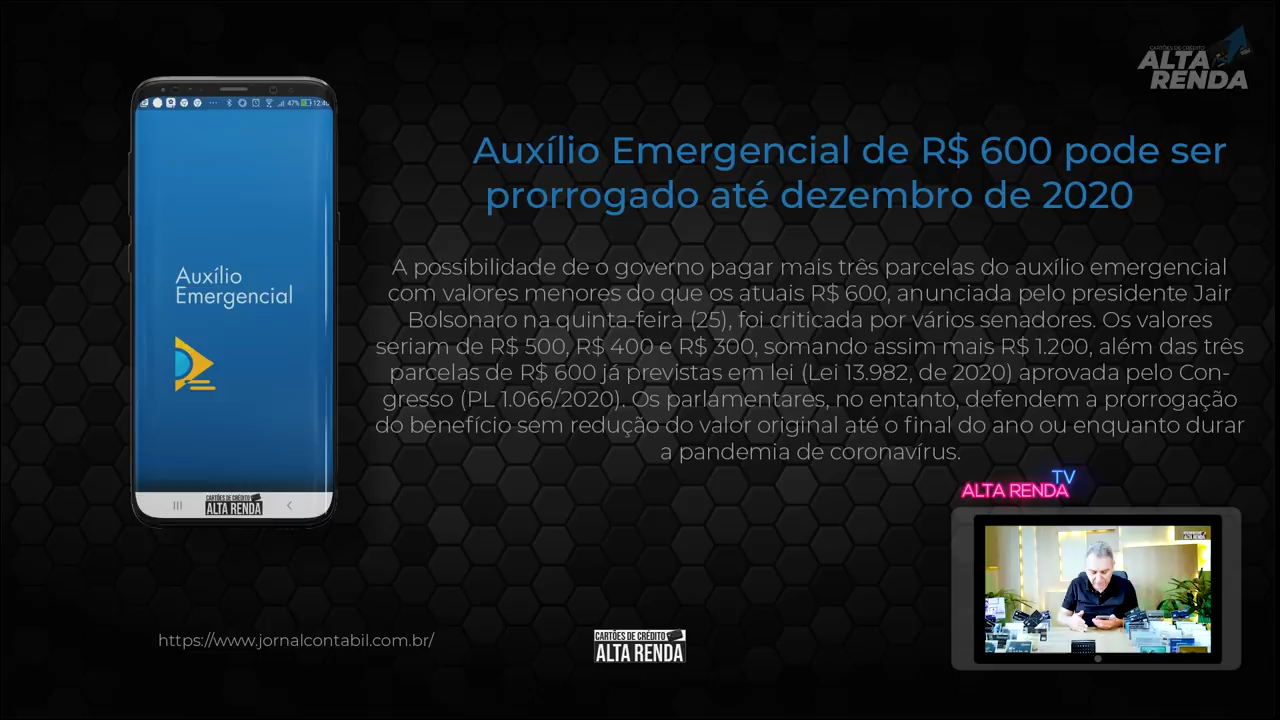 CARTÕES DE CRÉDITO
ALTA
RENDA
47% 12:40
Auxílio Emergencial de R$ 600 pode ser
prorrogado até dezembro de 2020
Auxílio
Emergencial
A possibilidade de o governo pagar mais três parcelas do auxílio emergencial
com valores menores do que os atuais R$ 600, anunciada pelo presidente Jair
Bolsonaro na quinta-feira (25), foi criticada por vários senadores. Os valores
seriam de R$ 500, R$ 400 e R$ 300, somando assim mais R$ 1.200, além das três
parcelas de R$ 600 já previstas em lei (Lei 13.982, de 2020) aprovada pelo Con-
gresso (PL 1.066/2020). Os parlamentares, no entanto, defendem a prorrogação
do benefício sem redução do valor original até o final do ano ou enquanto durar
a pandemia de coronavírus.
CARTÕES DE CRÉDITO
ALTA RENDA
TV
ALTA RENDA
ALTA RENDA
https://www.jornalcontabil.com.br/
CARTÕES DE CRÉDITO
ALTA RENDA